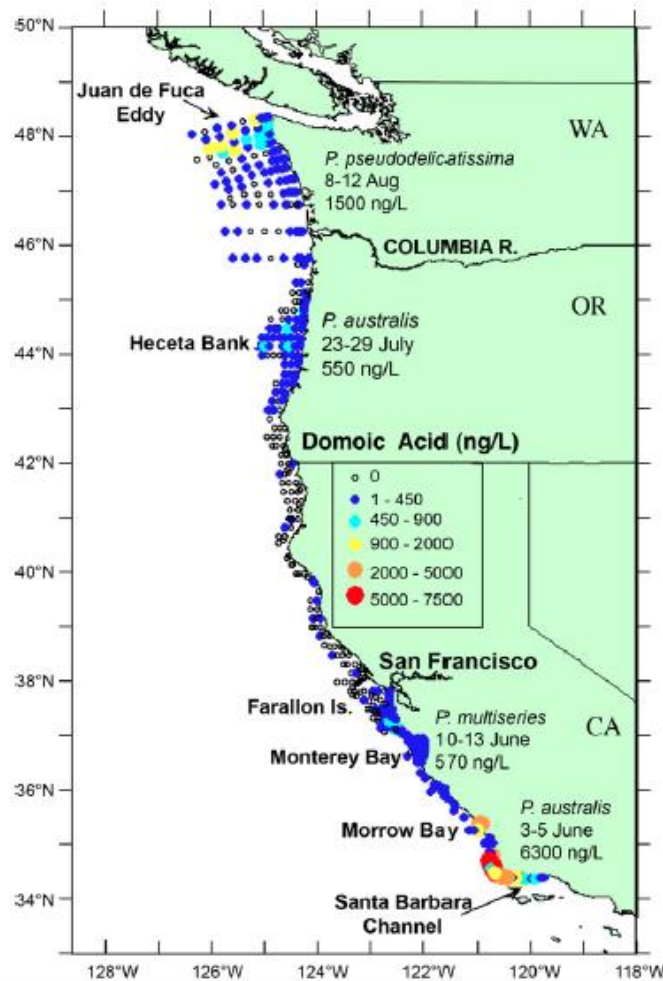 50°N
Juan de Fuca
Eddy
48°N
WA
P. pseudodelicatissima
8-12 Aug
1500 ng/L
46°N
COLUMBIA R.
OR
P. australis
23-29 July
550 ng/L
Heceta Bank
44°N
Domoic Acid (ng/L)
42°N
0
1 - 450
450 - 900
900 - 2000
2000 - 5000
5000 - 7500
40°N
38°N
San Francisco
Farallon Is.
P. multiseries
10-13 June
570 ng/L
CA
Monterey Bay
36°N
P. australis
3-5 June
6300 ng/L
Morrow Bay
34°N
Santa Barbara
Channel
128°W 126°W 124°W 122°W 120°W 118°W